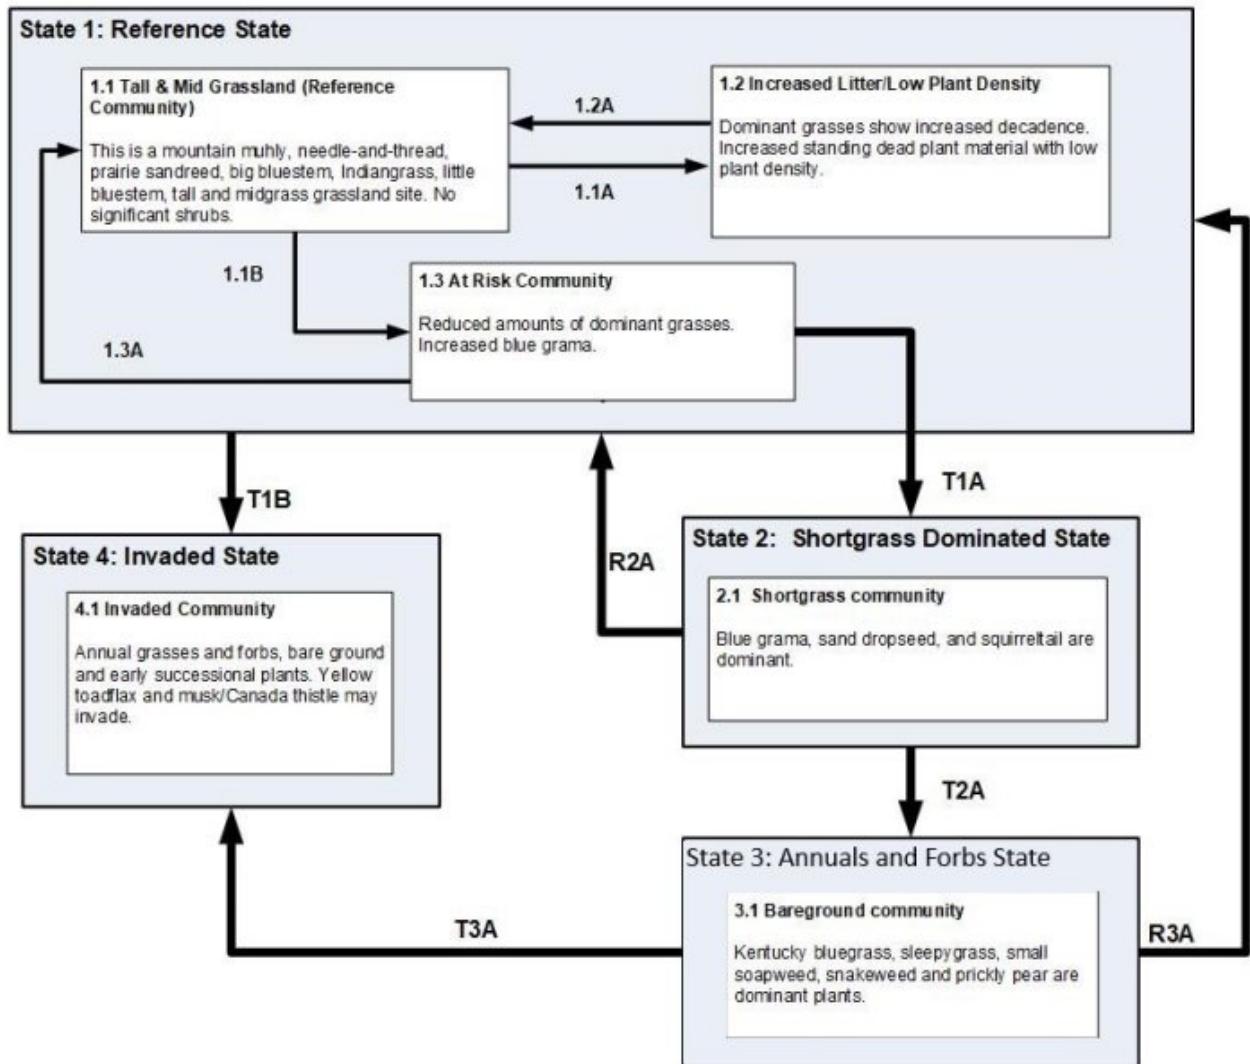 State 1: Reference State
1.1 Tall & Mid Grassland (Reference
Community)
This is a mountain muhly, needle-and-thread,
prairie sandreed, big bluestem, Indiangrass, little
bluestem, tall and midgrass grassland site. No
significant shrubs.
1.2A
1.1A
1.2 Increased Litter/Low Plant Density
Dominant grasses show increased decadence.
Increased standing dead plant material with low
plant density.
1.1B
1.3 At Risk Community
Reduced amounts of dominant grasses.
Increased blue grama.
1.3A
T1B
T1A
State 4: Invaded State
4.1 Invaded Community
Annual grasses and forbs, bare ground
and early successional plants. Yellow
toadflax and musk/Canada thistle may
invade.
R2A
State 2: Shortgrass Dominated State
2.1 Shortgrass community
Blue grama, sand dropseed, and squirreltail are
dominant.
T2A
State 3: Annuals and Forbs State
3.1 Bareground community
Kentucky bluegrass, sleepygrass, small
soapweed, snakeweed and prickly pear are
dominant plants.
T3A
R3A